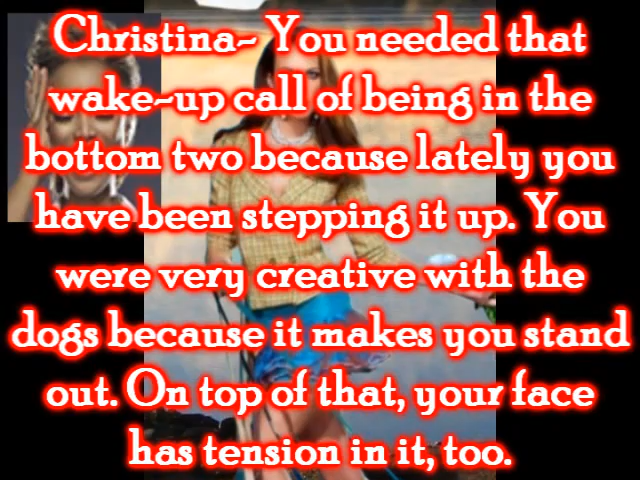 Christina- You needed that
wake-up call of being in the
bottom two because lately you
have been stepping it up. You
were very creative with the
dogs because it makes you stand
out. On top of that, your face
has tension in it, too.